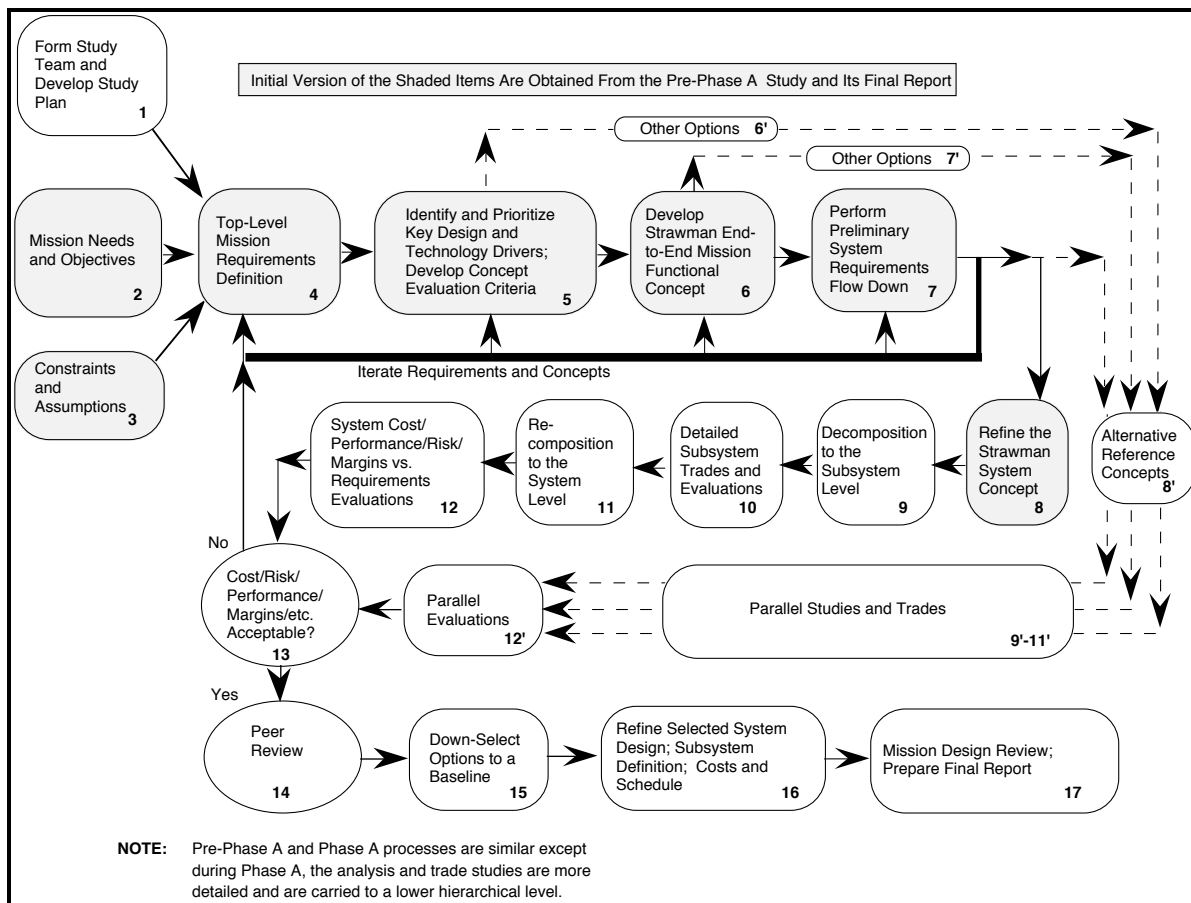 Form Study
Team and
Develop Study
Plan
1
Initial Version of the Shaded Items Are Obtained From the Pre-Phase A Study and Its Final Report
Other Options 6'
Other Options 7'
Mission Needs
and Objectives
2
Top-Level
Mission
Requirements
Definition
4
Identify and Prioritize
Key Design and
Technology Drivers;
Develop Concept
Evaluation Criteria
5
Develop
Strawman End-
to-End Mission
Functional
Concept
6
Perform
Preliminary
System
Requirements
Flow Down
7
Iterate Requirements and Concepts
Constraints
and
Assumptions
3
System Cost/
Performance/Risk/
Margins vs.
Requirements
Evaluations
12
Re-
composition
to the
System
Level
11
Detailed
Subsystem
Trades and
Evaluations
10
Decomposition
to the
Subsystem
Level
9
Refine the
Strawman
System
Concept
8
Alternative
Reference
Concepts
8'
No
Cost/Risk/
Performance/
Margins/etc.
Acceptable?
13
Parallel
Evaluations
12'
Parallel Studies and Trades
9'-11'
Yes
Peer
Review
14
Down-Select
Options to a
Baseline
15
Refine Selected System
Design; Subsystem
Definition; Costs and
Schedule
16
Mission Design Review;
Prepare Final Report
17
NOTE: Pre-Phase A and Phase A processes are similar except
during Phase A, the analysis and trade studies are more
detailed and are carried to a lower hierarchical level.